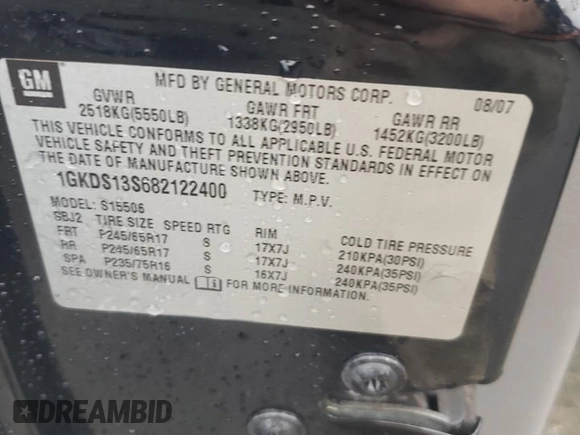 GM
MFD BY GENERAL MOTORS CORP. 08/07
GVWR GAWR FRT GAWR RR
2518KG(5550LB) 1338KG(2950LB) 1452KG(3200LB)
THIS VEHICLE CONFORMS TO ALL APPLICABLE U.S. FEDERAL MOTOR
VEHICLE SAFETY AND THEFT PREVENTION STANDARDS IN EFFECT ON
THE DATE OF MANUFACTURE SHOWN ABOVE.
1GKDS13S682122400 TYPE: M.P.V.
MODEL: S15506
SBJ2 TIRE SIZE SPEED RTG RIM COLD TIRE PRESSURE
FRT P245/65R17 S 17X7J 210KPA(30PSI)
RR P245/65R17 S 17X7J 240KPA(35PSI)
SPA P235/75R16 S 16X7J 240KPA(35PSI)
SEE OWNER'S MANUAL FOR MORE INFORMATION.
DREAMBID